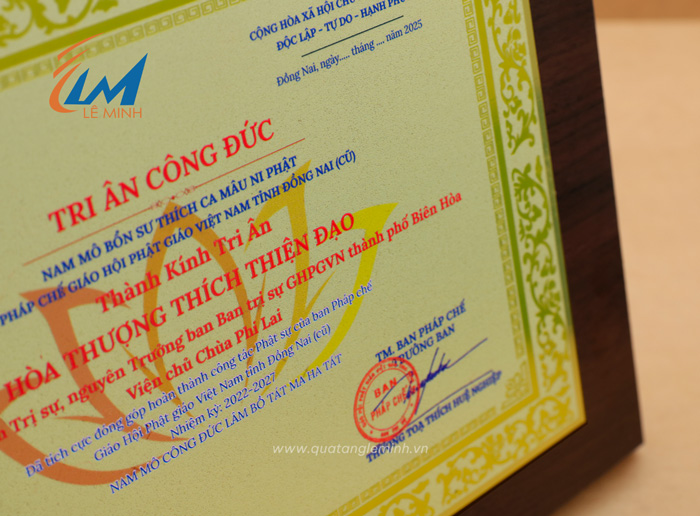 LM
LÊ MINH
CỘNG HÒA XÃ HỘI CHỦ
ĐỘC LẬP - TỰ DO - HẠNH PHÚ
Đồng Nai, ngày..... tháng .... năm 2025
TRI ÂN CÔNG ĐỨC
NAM MÔ BỔN SƯ THÍCH CA MÂU NI PHẬT
PHÁP CHẾ GIÁO HỘI PHẬT GIÁO VIỆT NAM TỈNH ĐỒNG NAI (CŨ)
Thành Kính Tri Ân
HÒA THƯỢNG THÍCH THIỆN ĐẠO
Trị sự, nguyên Trưởng ban Ban trị sự GHPGVN thành phố Biên Hòa
Viện chủ Chùa Phi Lai
Đã tích cực đóng góp hoàn thành công tác Phật sự của ban Pháp chế
Giáo Hội Phật giáo Việt Nam tỉnh Đồng Nai (cũ)
Nhiệm kỳ: 2022-2027
NAM MÔ CÔNG ĐỨC LÂM BỒ TÁT MA HA TÁT
TM. BAN PHÁP CHẾ
TRƯỞNG BAN
BAN
PHÁP CHẾ
THƯỢNG TOẠ THÍCH HUỆ NGHIỆP
www.quatangleminh.vn